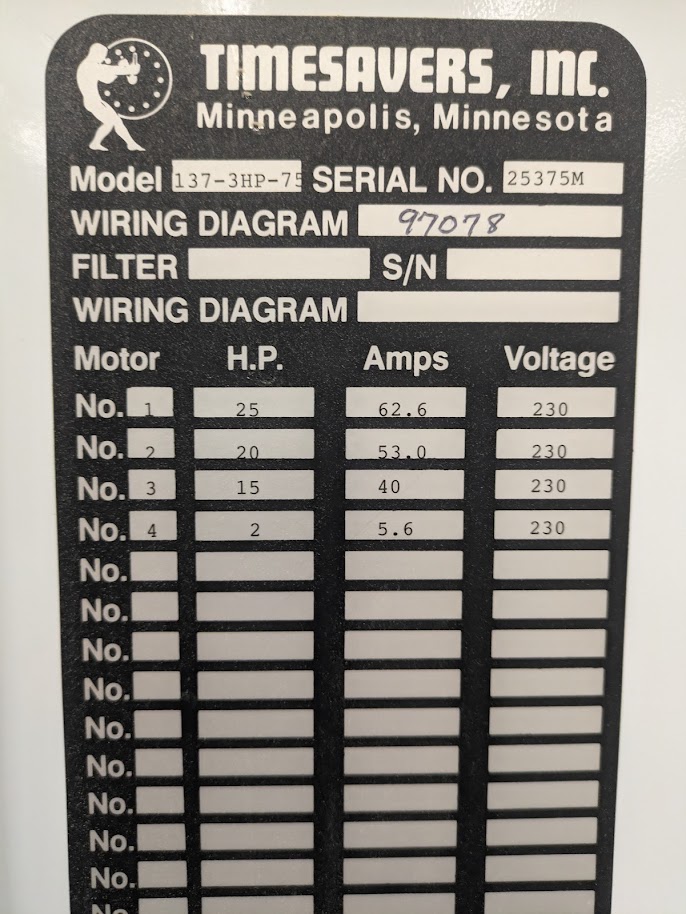 TIMESAVERS, INC.
Minneapolis, Minnesota
Model 137-3HP-75 SERIAL NO. 25375M
WIRING DIAGRAM 97078
FILTER S/N
WIRING DIAGRAM
Motor H.P. Amps Voltage
No. 1 25 62.6 230
No. 2 20 53.0 230
No. 3 15 40 230
No. 4 2 5.6 230
No.
No.
No.
No.
No.
No.
No.
No.
No.
No.